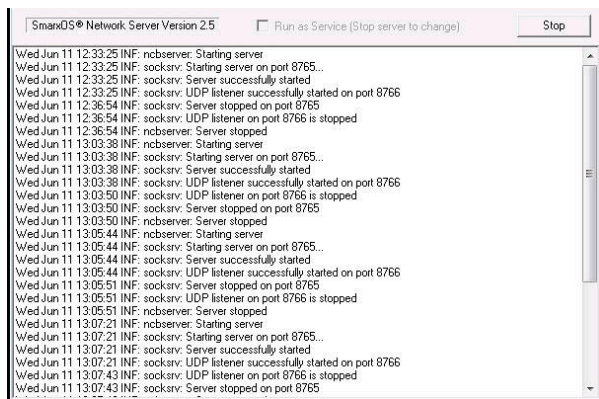 SmarxOS® Network Server Version 2.5
Run as Service (Stop server to change)
Stop
Wed Jun 11 12:33:25 INF: ncbserver: Starting server
Wed Jun 11 12:33:25 INF: socksrv: Starting server on port 8765...
Wed Jun 11 12:33:25 INF: socksrv: Server successfully started
Wed Jun 11 12:33:25 INF: socksrv: UDP listener successfully started on port 8766
Wed Jun 11 12:36:54 INF: socksrv: Server stopped on port 8765
Wed Jun 11 12:36:54 INF: socksrv: UDP listener on port 8766 is stopped
Wed Jun 11 12:36:54 INF: ncbserver: Server stopped
Wed Jun 11 13:03:38 INF: ncbserver: Starting server
Wed Jun 11 13:03:38 INF: socksrv: Starting server on port 8765...
Wed Jun 11 13:03:38 INF: socksrv: Server successfully started
Wed Jun 11 13:03:38 INF: socksrv: UDP listener successfully started on port 8766
Wed Jun 11 13:03:50 INF: socksrv: UDP listener on port 8766 is stopped
Wed Jun 11 13:03:50 INF: socksrv: Server stopped on port 8765
Wed Jun 11 13:03:50 INF: ncbserver: Server stopped
Wed Jun 11 13:05:44 INF: ncbserver: Starting server
Wed Jun 11 13:05:44 INF: socksrv: Starting server on port 8765...
Wed Jun 11 13:05:44 INF: socksrv: Server successfully started
Wed Jun 11 13:05:44 INF: socksrv: UDP listener successfully started on port 8766
Wed Jun 11 13:05:51 INF: socksrv: Server stopped on port 8765
Wed Jun 11 13:05:51 INF: socksrv: UDP listener on port 8766 is stopped
Wed Jun 11 13:05:51 INF: ncbserver: Server stopped
Wed Jun 11 13:07:21 INF: ncbserver: Starting server
Wed Jun 11 13:07:21 INF: socksrv: Starting server on port 8765...
Wed Jun 11 13:07:21 INF: socksrv: Server successfully started
Wed Jun 11 13:07:21 INF: socksrv: UDP listener successfully started on port 8766
Wed Jun 11 13:07:43 INF: socksrv: UDP listener on port 8766 is stopped
Wed Jun 11 13:07:43 INF: socksrv: Server stopped on port 8765